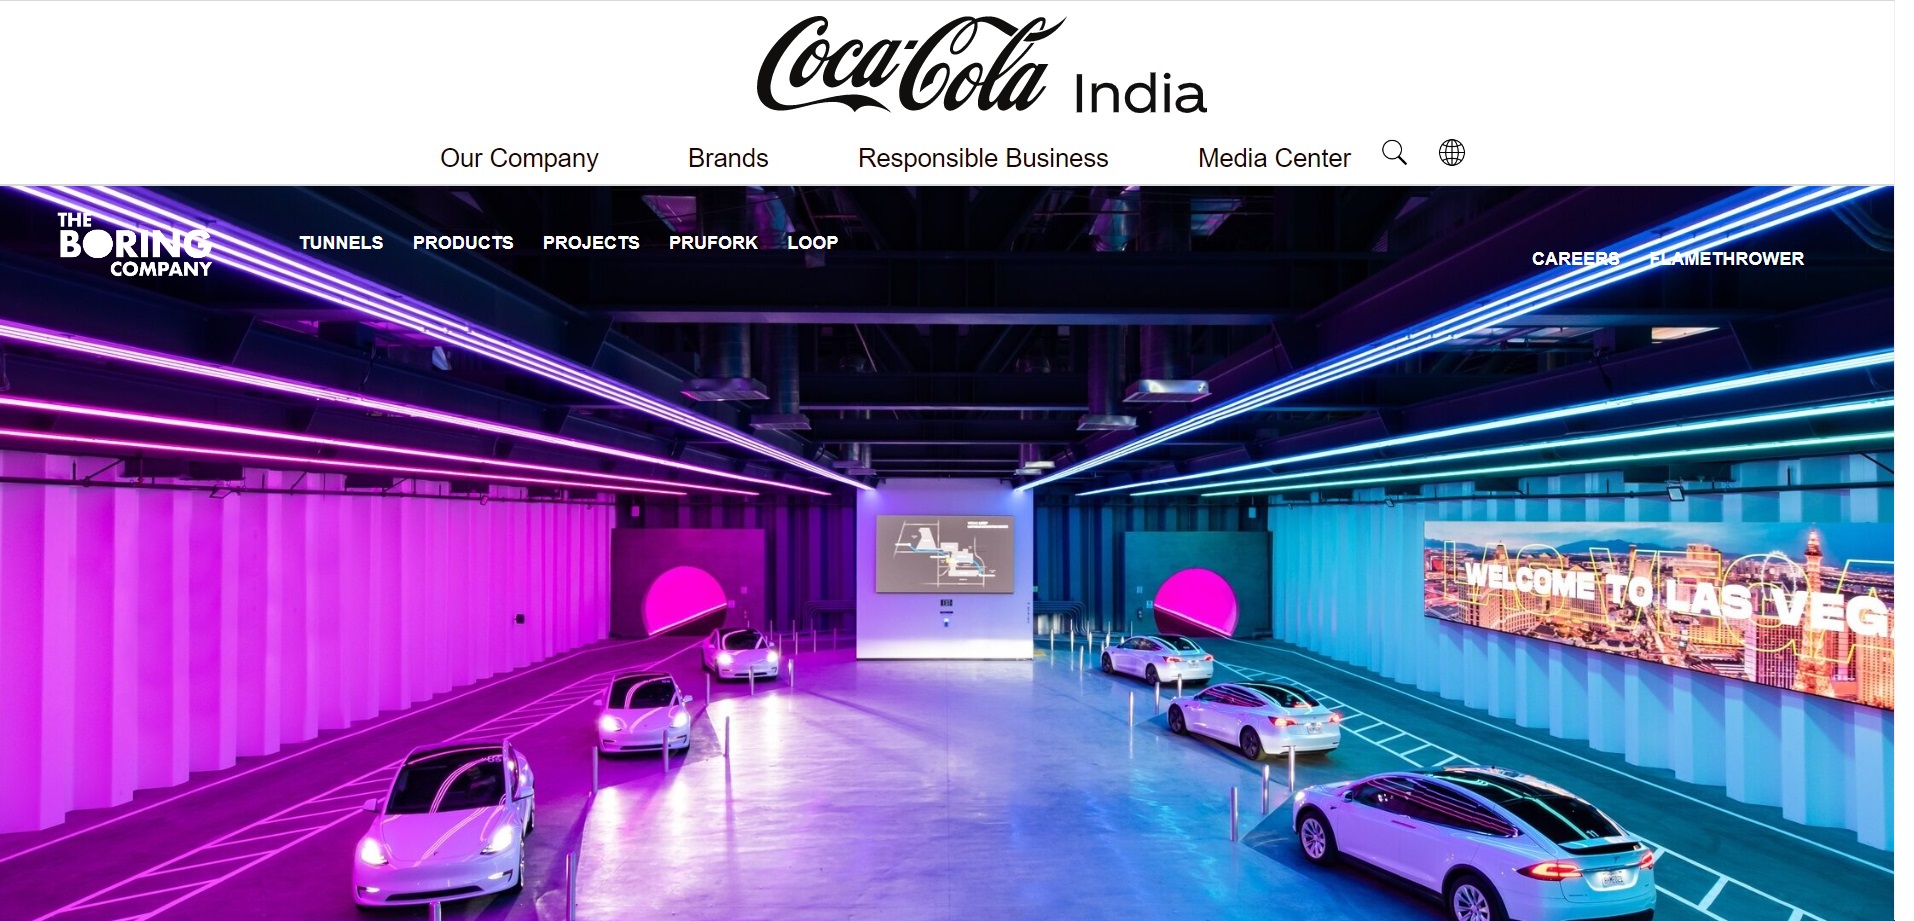 Coca-Cola India
Our Company Brands Responsible Business Media Center
THE
BORING
COMPANY
TUNNELS PRODUCTS PROJECTS PRUFORK LOOP
CAREERS FLAMETHROWER
WELCOME TO LAS VEGA